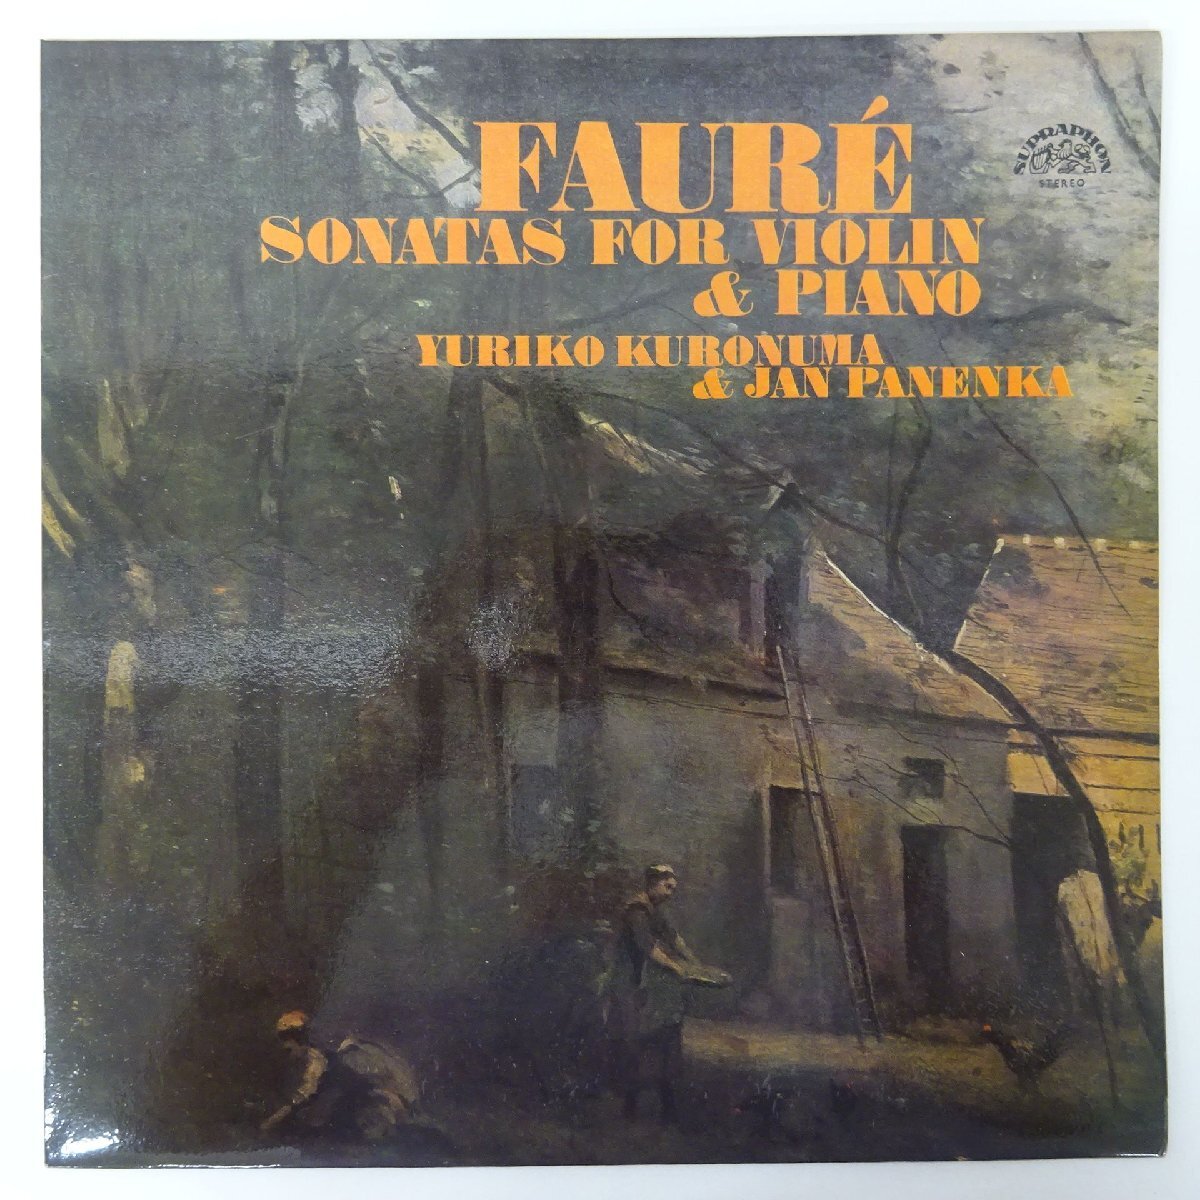 FAURÉ
SONATAS FOR VIOLIN
& PIANO
YURIKO KURONUMA
& JAN PANENKA
SUPRAPHON
STEREO